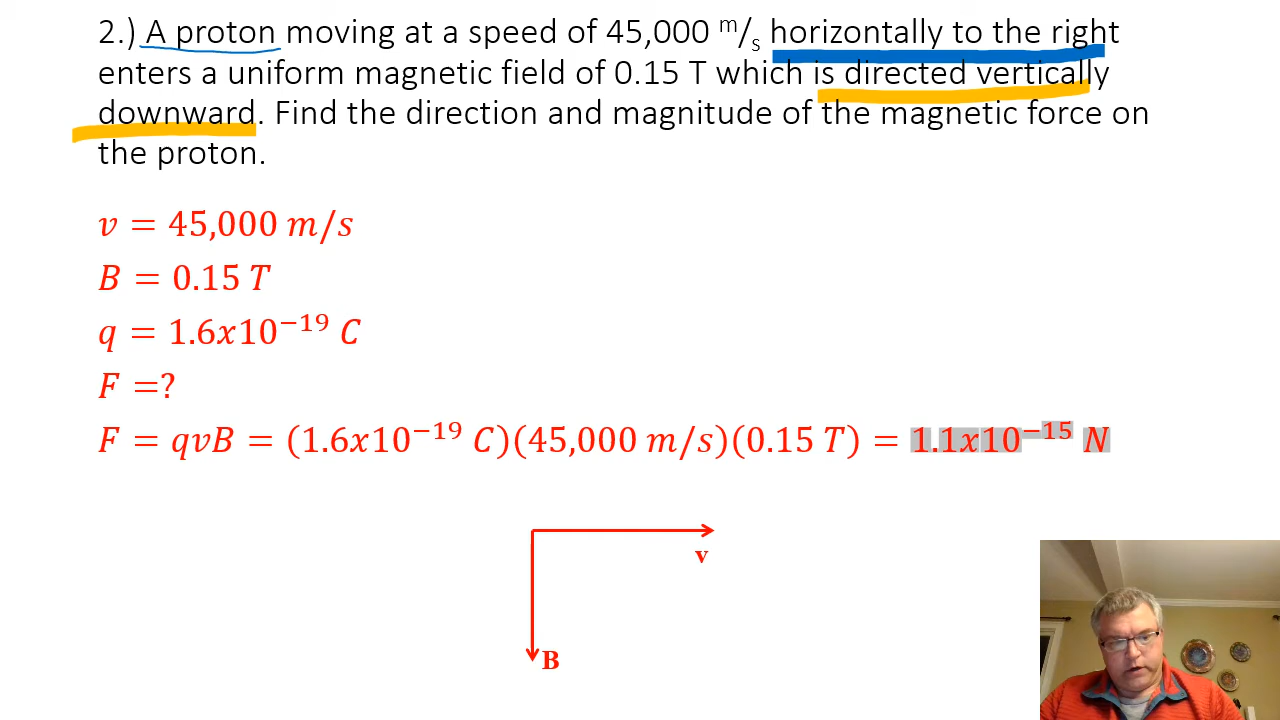 2.) A proton moving at a speed of 45,000 m/s horizontally to the right
enters a uniform magnetic field of 0.15 T which is directed vertically
downward. Find the direction and magnitude of the magnetic force on
the proton.
v = 45,000 m/s
B = 0.15 T
q = 1.6x10⁻¹⁹ C
F =?
F = qvB = (1.6x10⁻¹⁹ C)(45,000 m/s)(0.15 T) = 1.1x10⁻¹⁵ N
v
B